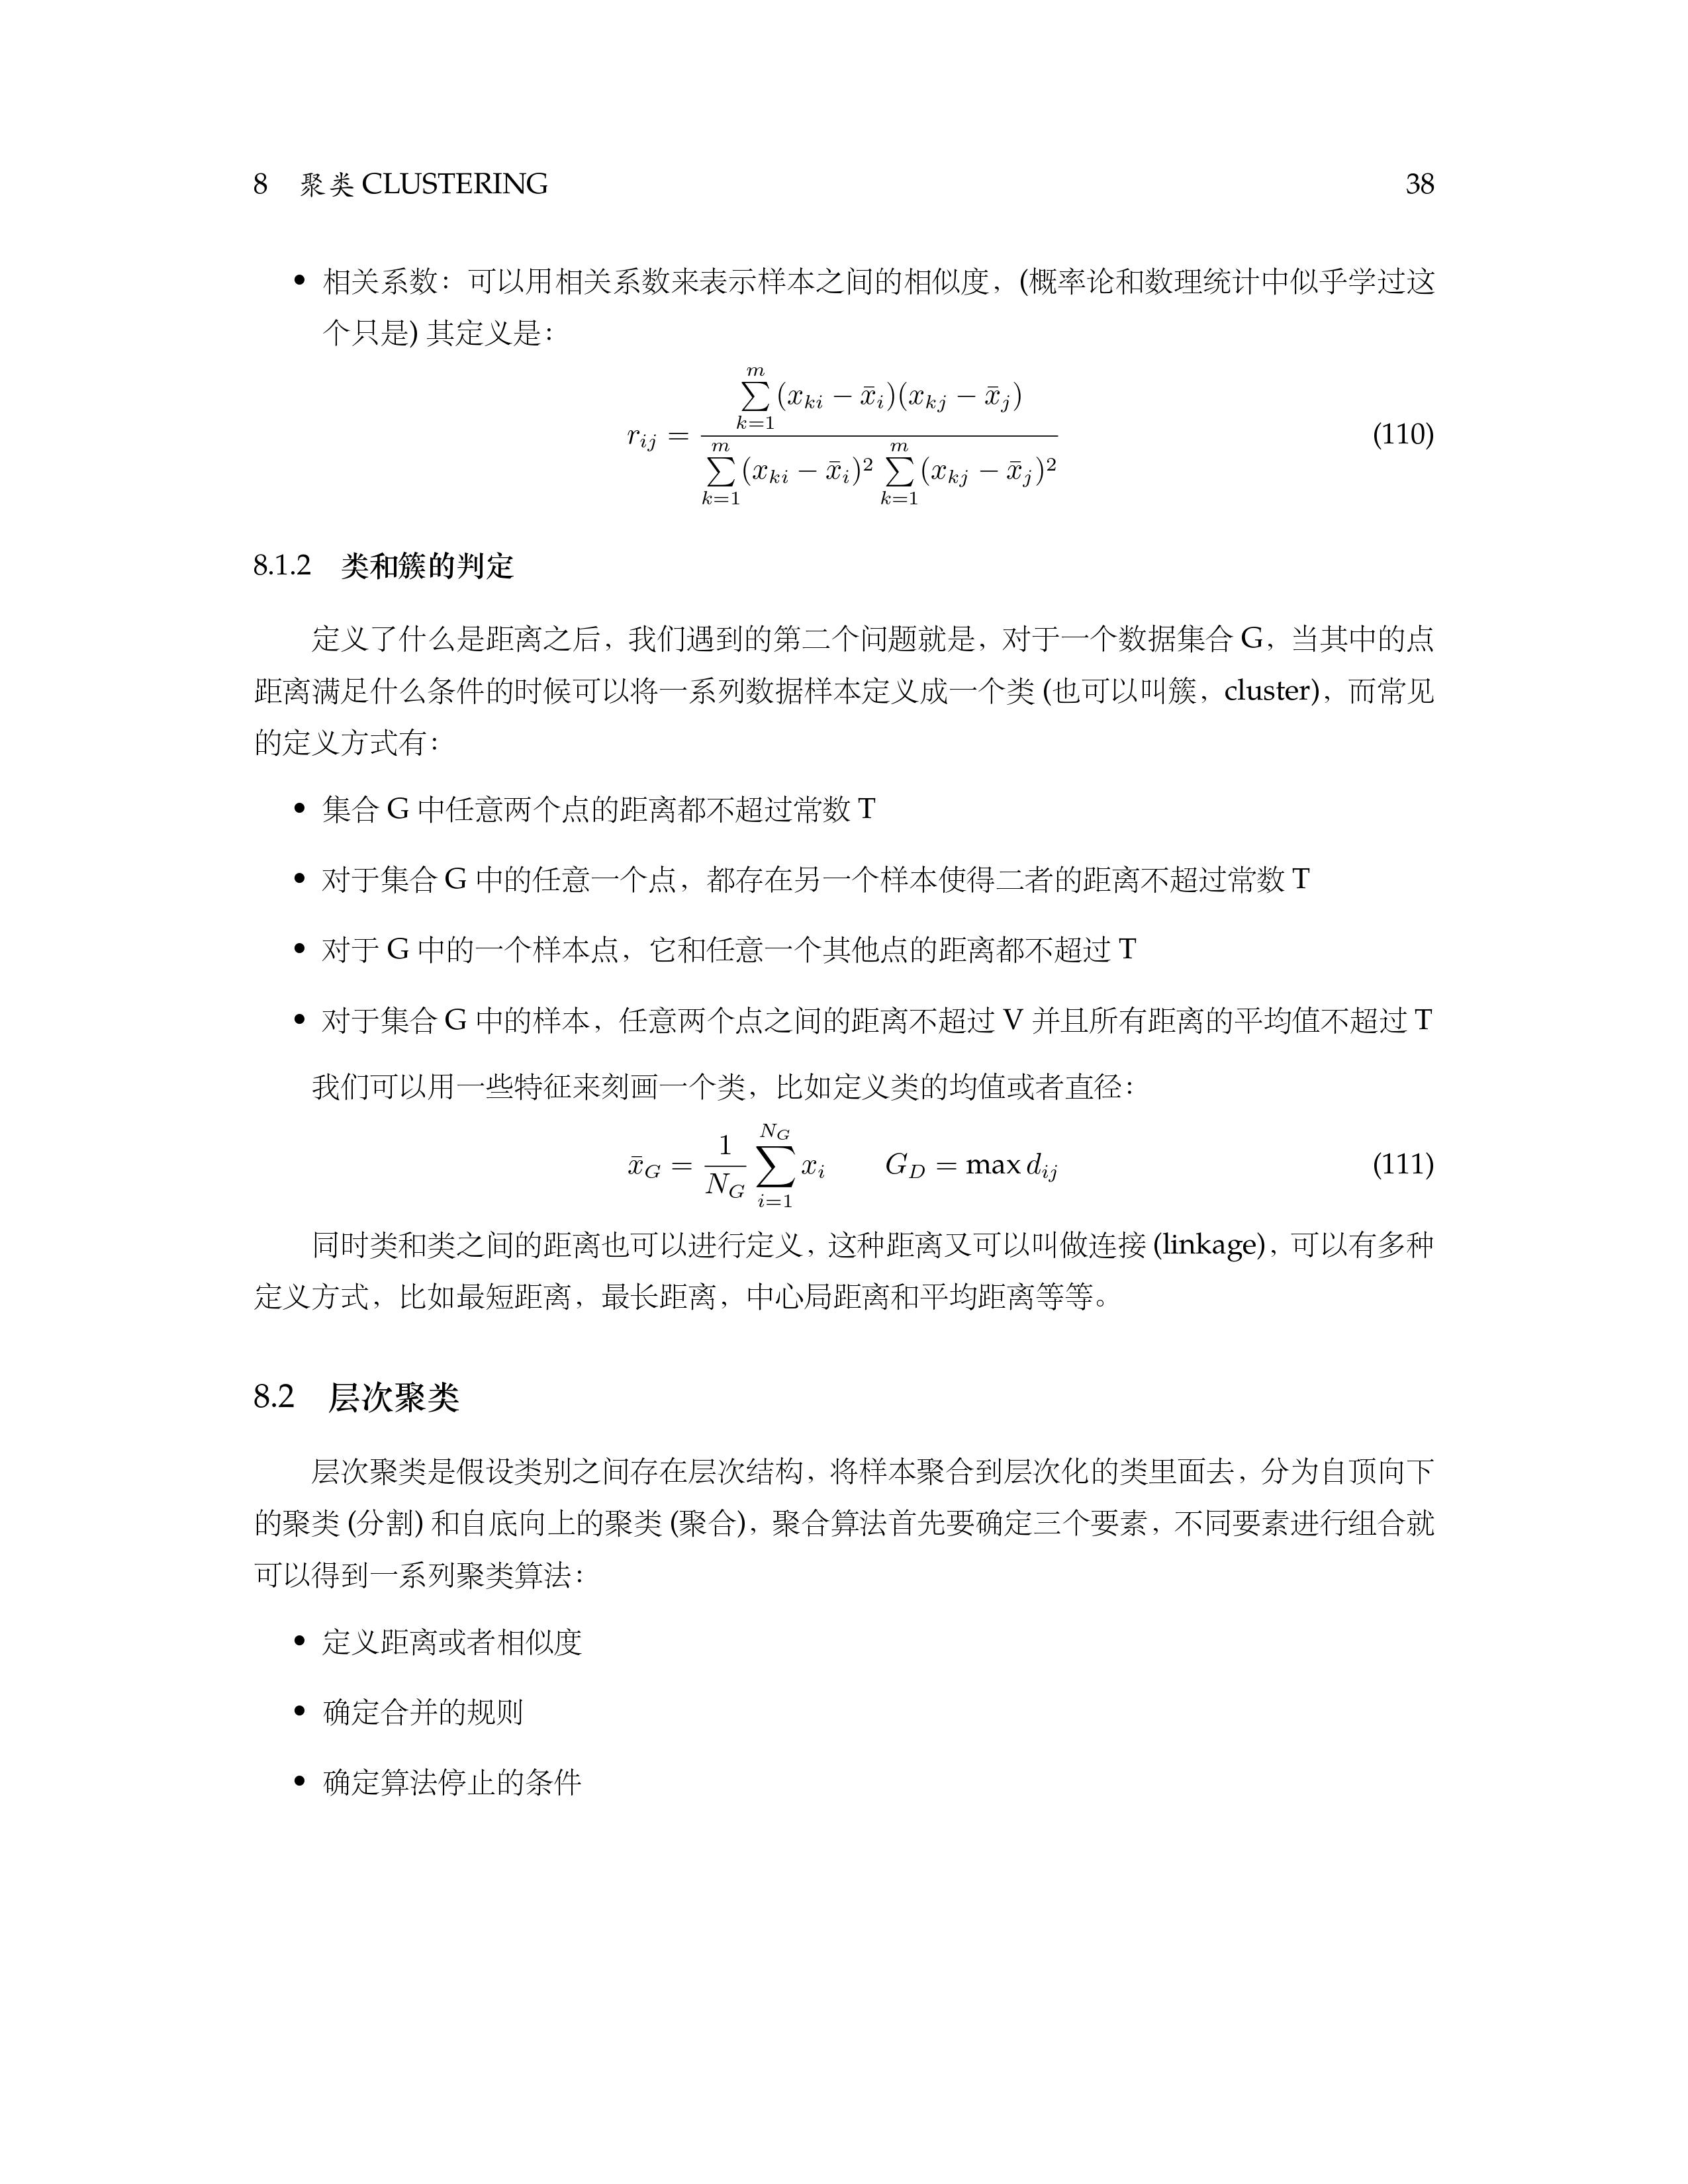 8 聚类 CLUSTERING 38
• 相关系数：可以用相关系数来表示样本之间的相似度，(概率论和数理统计中似乎学过这
个只是) 其定义是：
r_{ij} = \frac{\sum_{k=1}^{m}(x_{ki} - \bar{x}_i)(x_{kj} - \bar{x}_j)}{\sum_{k=1}^{m}(x_{ki} - \bar{x}_i)^2 \sum_{k=1}^{m}(x_{kj} - \bar{x}_j)^2} (110)
8.1.2 类和簇的判定
定义了什么是距离之后，我们遇到的第二个问题就是，对于一个数据集合 G，当其中的点
距离满足什么条件的时候可以将一系列数据样本定义成一个类 (也可以叫簇，cluster)，而常见
的定义方式有：
• 集合 G 中任意两个点的距离都不超过常数 T
• 对于集合 G 中的任意一个点，都存在另一个样本使得二者的距离不超过常数 T
• 对于 G 中的一个样本点，它和任意一个其他点的距离都不超过 T
• 对于集合 G 中的样本，任意两个点之间的距离不超过 V 并且所有距离的平均值不超过 T
我们可以用一些特征来刻画一个类，比如定义类的均值或者直径：
\bar{x}_G = \frac{1}{N_G} \sum_{i=1}^{N_G} x_i G_D = \max d_{ij} (111)
同时类和类之间的距离也可以进行定义，这种距离又可以叫做连接 (linkage)，可以有多种
定义方式，比如最短距离，最长距离，中心局距离和平均距离等等。
8.2 层次聚类
层次聚类是假设类别之间存在层次结构，将样本聚合到层次化的类里面去，分为自顶向下
的聚类 (分割) 和自底向上的聚类 (聚合)，聚合算法首先要确定三个要素，不同要素进行组合就
可以得到一系列聚类算法：
• 定义距离或者相似度
• 确定合并的规则
• 确定算法停止的条件